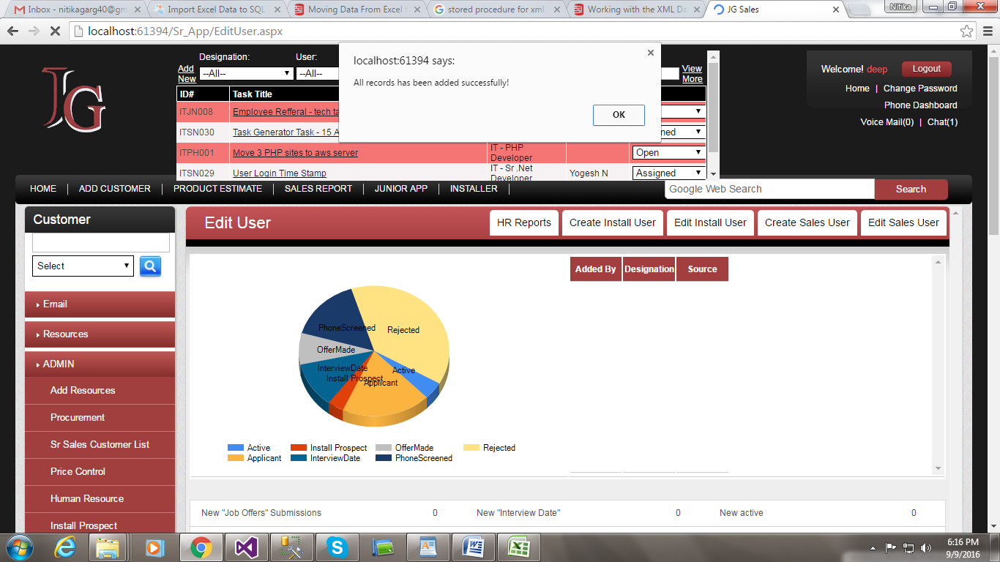 Inbox - nitikagarg40@gm
Import Excel Data to SQL
Moving Data From Excel t
stored procedure for xml
Working with the XML Da
JG Sales
Nitika
localhost:61394/Sr_App/EditUser.aspx
JG
Designation:
User:
Add New
--All--
--All--
View More
ID#
Task Title
ITJN008
Employee Refferal - tech ta
ITSN030
Task Generator Task - 15 A
ned
ITPH001
Move 3 PHP sites to aws server
IT - PHP Developer
Open
ITSN029
User Login Time Stamp
IT - Sr .Net Developer
Yogesh N
Assigned
localhost:61394 says:
All records has been added successfully!
OK
Welcome! deep
Logout
Home | Change Password
Phone Dashboard
Voice Mail(0) | Chat(1)
HOME
ADD CUSTOMER
PRODUCT ESTIMATE
SALES REPORT
JUNIOR APP
INSTALLER
Google Web Search
Search
Customer
Select
Email
Resources
ADMIN
Add Resources
Procurement
Sr Sales Customer List
Price Control
Human Resource
Install Prospect
Edit User
HR Reports
Create Install User
Edit Install User
Create Sales User
Edit Sales User
Added By
Designation
Source
PhoneScreened
Rejected
OfferMade
InterviewDate
Active
Install Prospect
Applicant
Active
Install Prospect
OfferMade
Rejected
Applicant
InterviewDate
PhoneScreened
New "Job Offers" Submissions
0
New "Interview Date"
0
New active
0
6:16 PM
9/9/2016